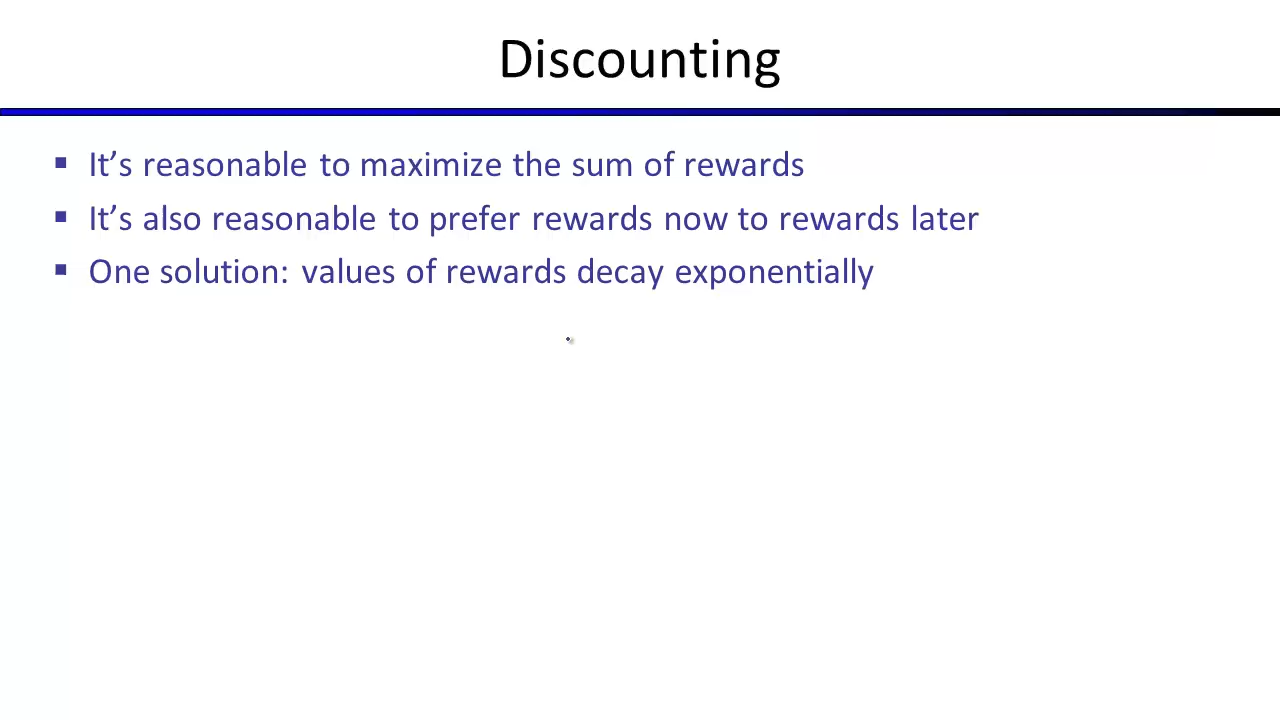 Discounting
▪ It’s reasonable to maximize the sum of rewards
▪ It’s also reasonable to prefer rewards now to rewards later
▪ One solution: values of rewards decay exponentially